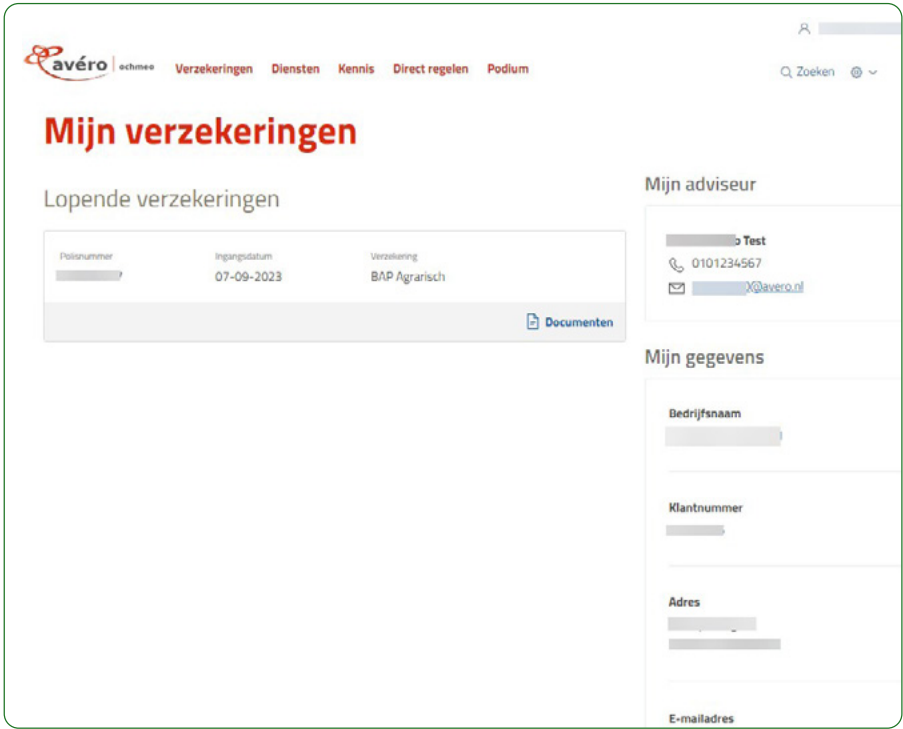 avéro achmea
Verzekeringen Diensten Kennis Direct regelen Podium
Zoeken
Mijn verzekeringen
Lopende verzekeringen
Polisnummer Ingangsdatum Verzekering
07-09-2023 BAP Agrarisch
Documenten
Mijn adviseur
Test
0101234567
@avero.nl
Mijn gegevens
Bedrijfsnaam
Klantnummer
Adres
E-mailadres